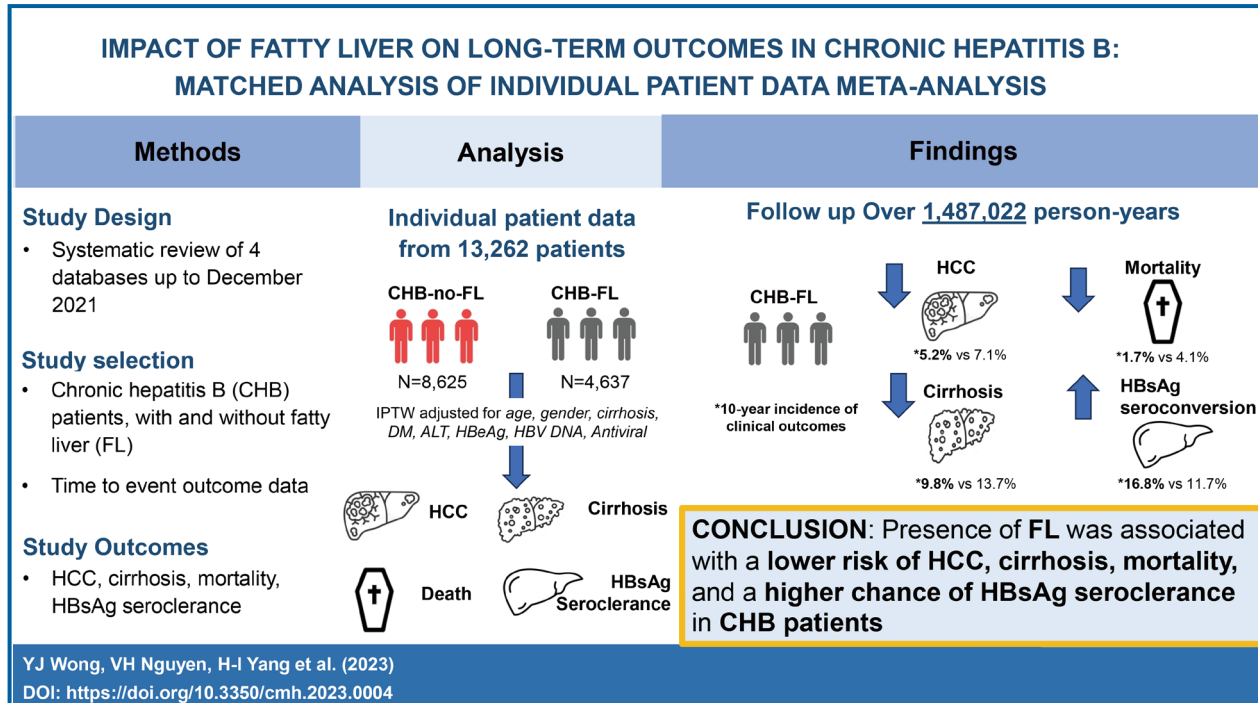 IMPACT OF FATTY LIVER ON LONG-TERM OUTCOMES IN CHRONIC HEPATITIS B:
MATCHED ANALYSIS OF INDIVIDUAL PATIENT DATA META-ANALYSIS
Methods
Study Design
• Systematic review of 4
databases up to December
2021
Study selection
• Chronic hepatitis B (CHB)
patients, with and without fatty
liver (FL)
• Time to event outcome data
Study Outcomes
• HCC, cirrhosis, mortality,
HBsAg seroclerance
Analysis
Individual patient data
from 13,262 patients
CHB-no-FL
CHB-FL
N=8,625
N=4,637
IPTW adjusted for age, gender, cirrhosis,
DM, ALT, HBeAg, HBV DNA, Antiviral
HCC
Cirrhosis
Death
HBsAg
Seroclerance
Findings
Follow up Over 1,487,022 person-years
CHB-FL
*10-year incidence of
clinical outcomes
HCC
*5.2% vs 7.1%
Mortality
*1.7% vs 4.1%
Cirrhosis
*9.8% vs 13.7%
HBsAg
seroconversion
*16.8% vs 11.7%
CONCLUSION: Presence of FL was associated
with a lower risk of HCC, cirrhosis, mortality,
and a higher chance of HBsAg seroclerance
in CHB patients
YJ Wong, VH Nguyen, H-I Yang et al. (2023)
DOI: https://doi.org/10.3350/cmh.2023.0004